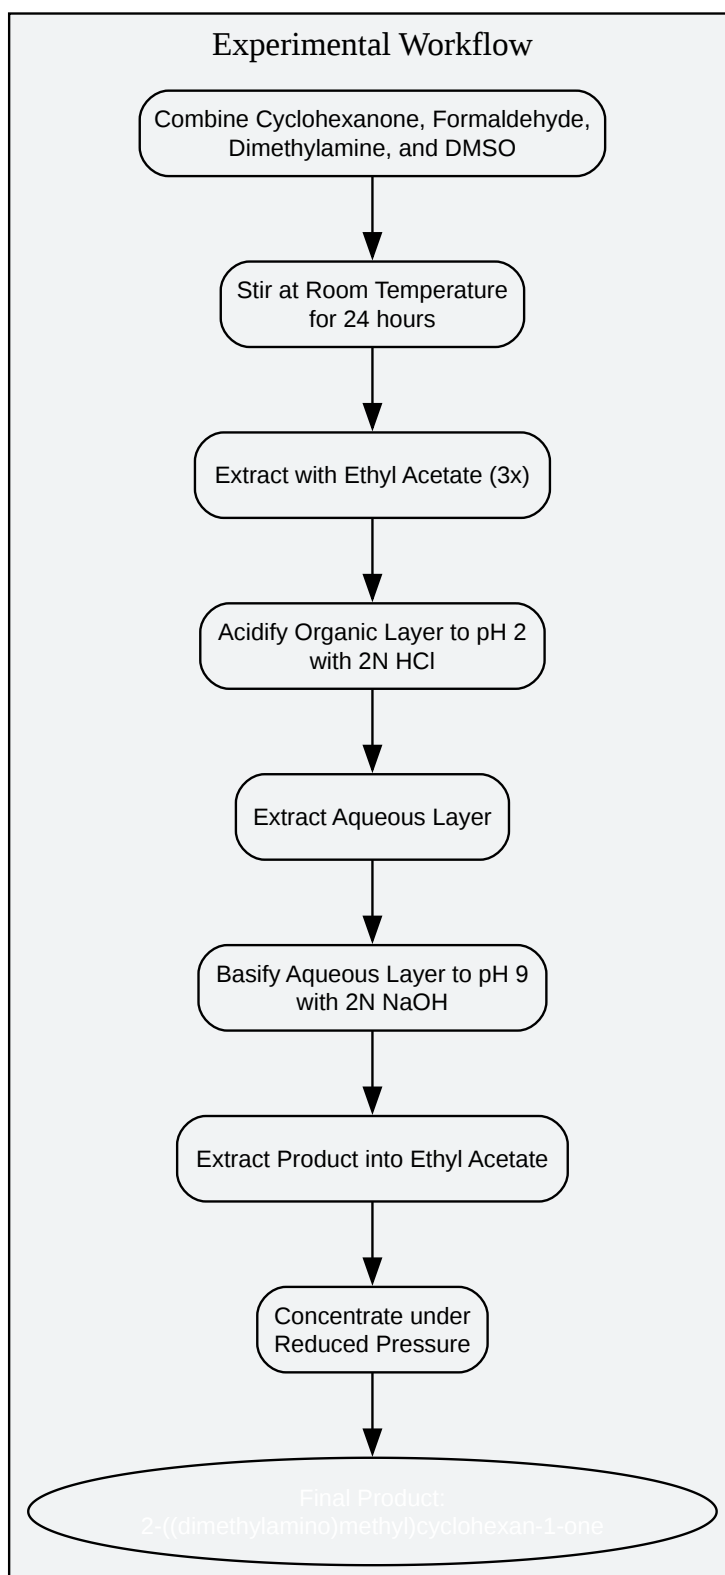 Experimental Workflow
Combine Cyclohexanone, Formaldehyde,
Dimethylamine, and DMSO
Stir at Room Temperature
for 24 hours
Extract with Ethyl Acetate (3x)
Acidify Organic Layer to pH 2
with 2N HCl
Extract Aqueous Layer
Basify Aqueous Layer to pH 9
with 2N NaOH
Extract Product into Ethyl Acetate
Concentrate under
Reduced Pressure
Final Product:
2-((dimethylamino)methyl)cyclohexan-1-one